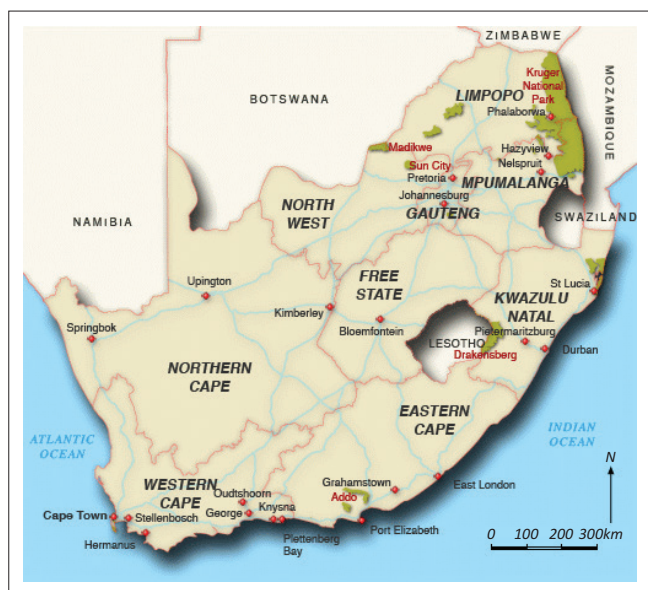 ZiMBABWE
Kruger
National
Park
LIMPOPO
MOZAMBIQUE
BOTSWANA
Phalaborwa
Madikwe
Hazyview
Sun City
Nelspruit
Pretoria
MPUMALANGA
Johannesburg
NORTH
WEST
GAUTENG
SWAZILAND
NAMIBIA
Upington
FREE
STATE
St Lucia
Kimberley
KWAZULU
NATAL
Springbok
Bloemfontein
Pietermaritzburg
LESOTHO
Durban
Drakensberg
NORTHERN
CAPE
EASTERN
CAPE
ATLANTIC
OCEAN
INDIAN
OCEAN
N
WESTERN
CAPE
Grahamstown
East London
Oudtshoorn
Addo
Cape Town
Stellenbosch
George
Knysna
Port Elizabeth
Hermanus
Plettenberg
Bay
0 100 200 300km